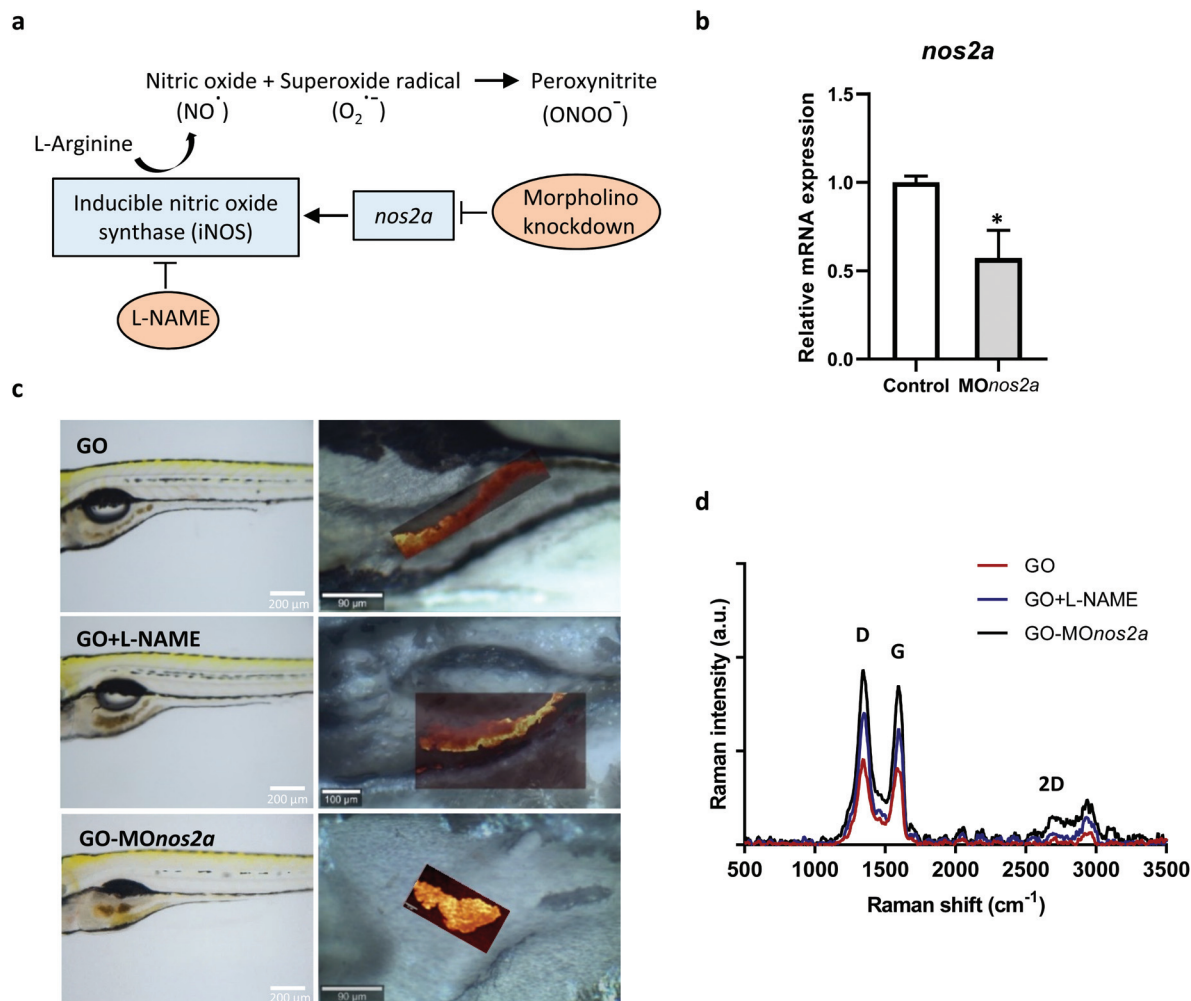 a
Nitric oxide + Superoxide radical Peroxynitrite
(NO˙) (O₂˙⁻) (ONOO⁻)
L-Arginine
Inducible nitric oxide
synthase (iNOS)
nos2a
Morpholino
knockdown
L-NAME
b
nos2a
Relative mRNA expression
1.5
1.0
0.5
0.0
*
Control MOnos2a
c
GO
200 µm
90 µm
GO+L-NAME
200 µm
100 µm
GO-MOnos2a
200 µm
90 µm
d
GO
GO+L-NAME
GO-MOnos2a
D
G
2D
Raman intensity (a.u.)
500 1000 1500 2000 2500 3000 3500
Raman shift (cm⁻¹)